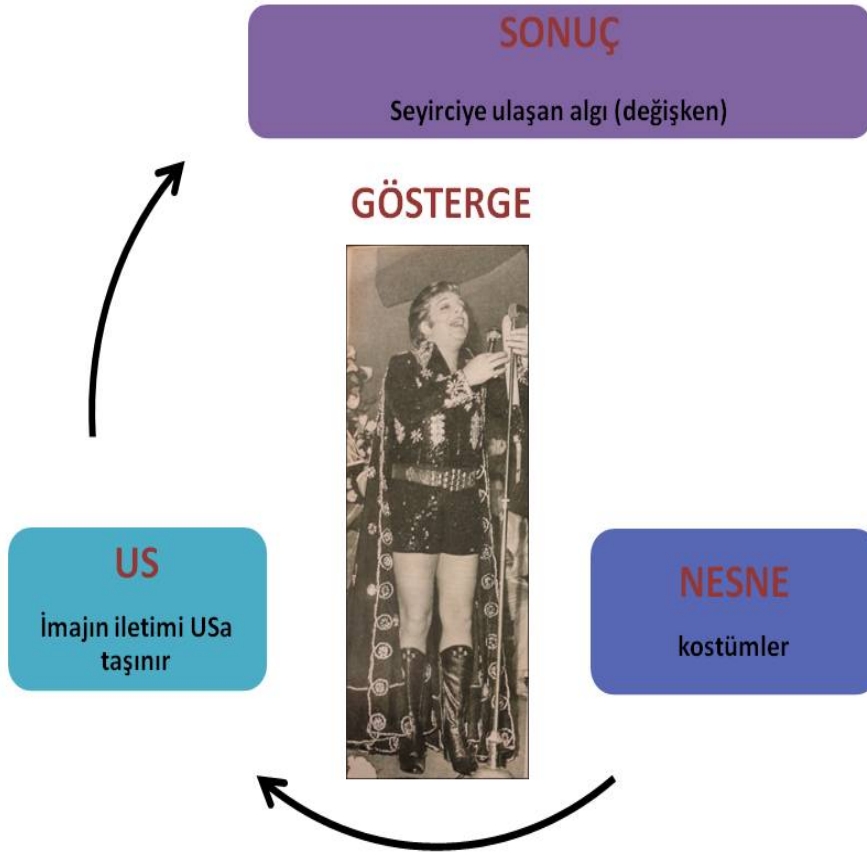 SONUÇ
Seyirciye ulaşan algı (değişken)
GÖSTERGE
US
İmajın iletimi USa
taşınır
NESNE
kostümler